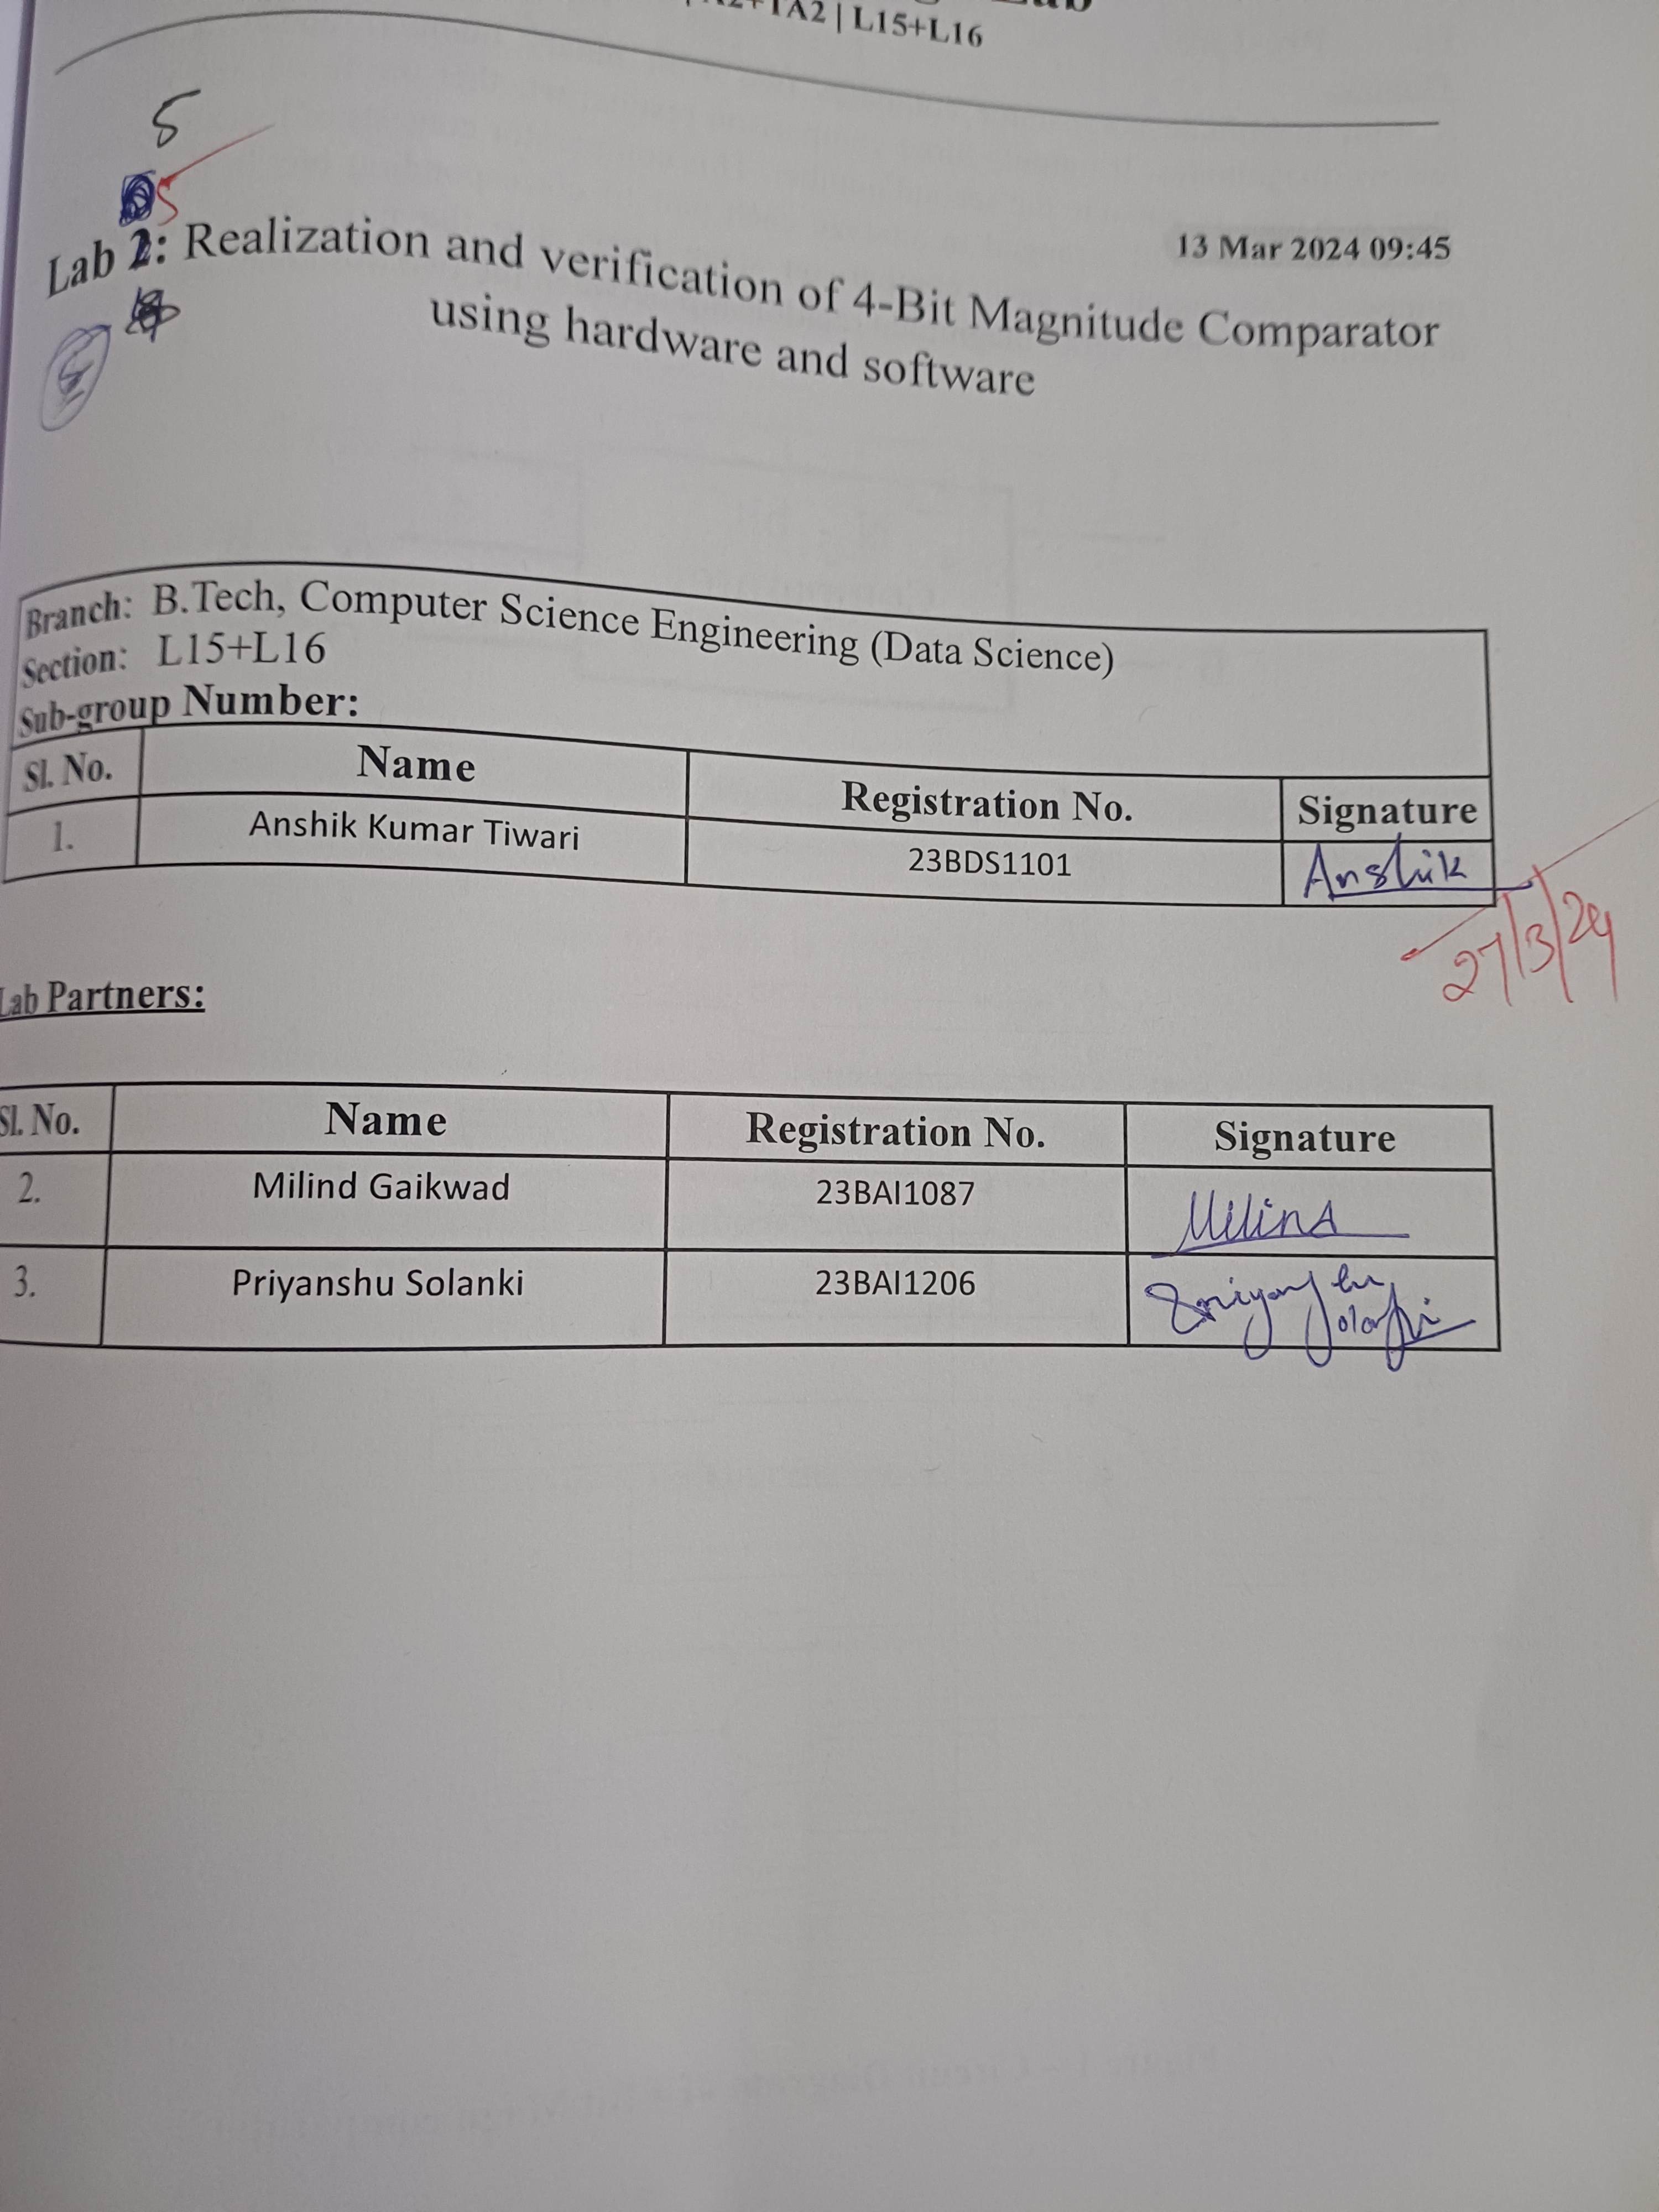 TA2 | L15+L16
5
5
13 Mar 2024 09:45
Lab 2: Realization and verification of 4-Bit Magnitude Comparator
using hardware and software
Branch: B.Tech, Computer Science Engineering (Data Science)
Section: L15+L16
Sub-group Number:
Sl. No. Name Registration No. Signature
1. Anshik Kumar Tiwari 23BDS1101 Anshik
27/3/24
Lab Partners:
Sl. No. Name Registration No. Signature
2. Milind Gaikwad 23BAI1087 Milind
3. Priyanshu Solanki 23BAI1206 Priyanshu
Solanki